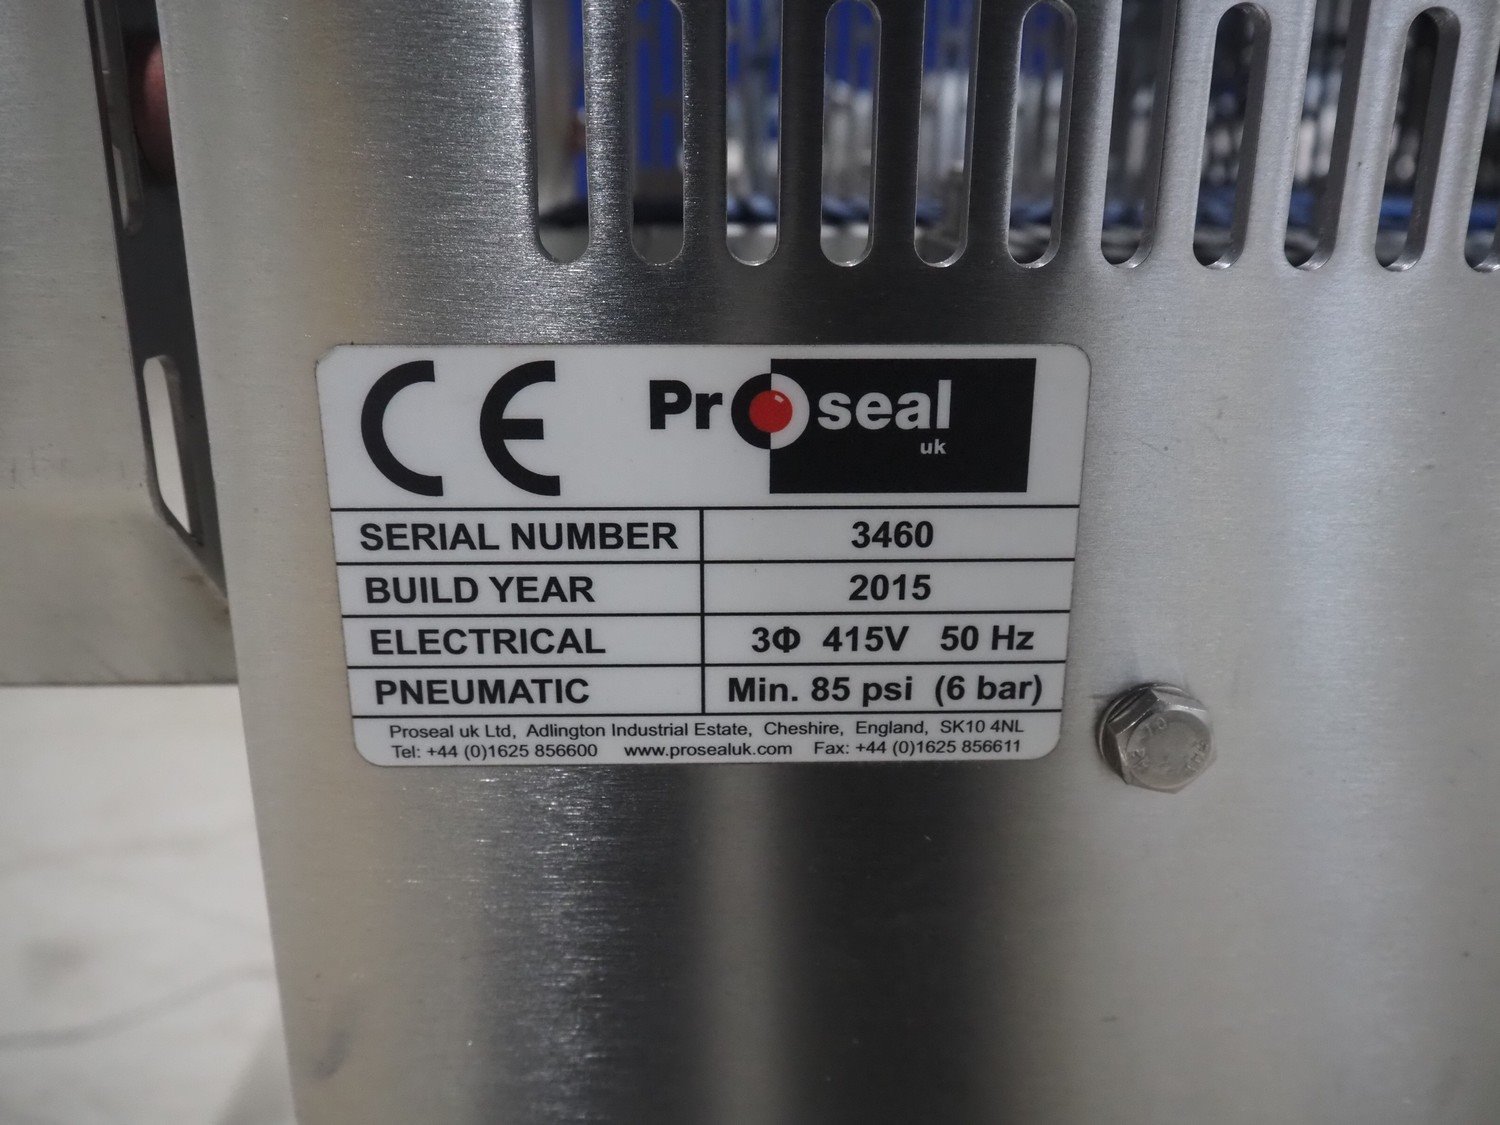 CE Proseal
uk
SERIAL NUMBER 3460
BUILD YEAR 2015
ELECTRICAL 3Φ 415V 50 Hz
PNEUMATIC Min. 85 psi (6 bar)
Proseal uk Ltd, Adlington Industrial Estate, Cheshire, England, SK10 4NL
Tel: +44 (0)1625 856600 www.prosealuk.com Fax: +44 (0)1625 856611